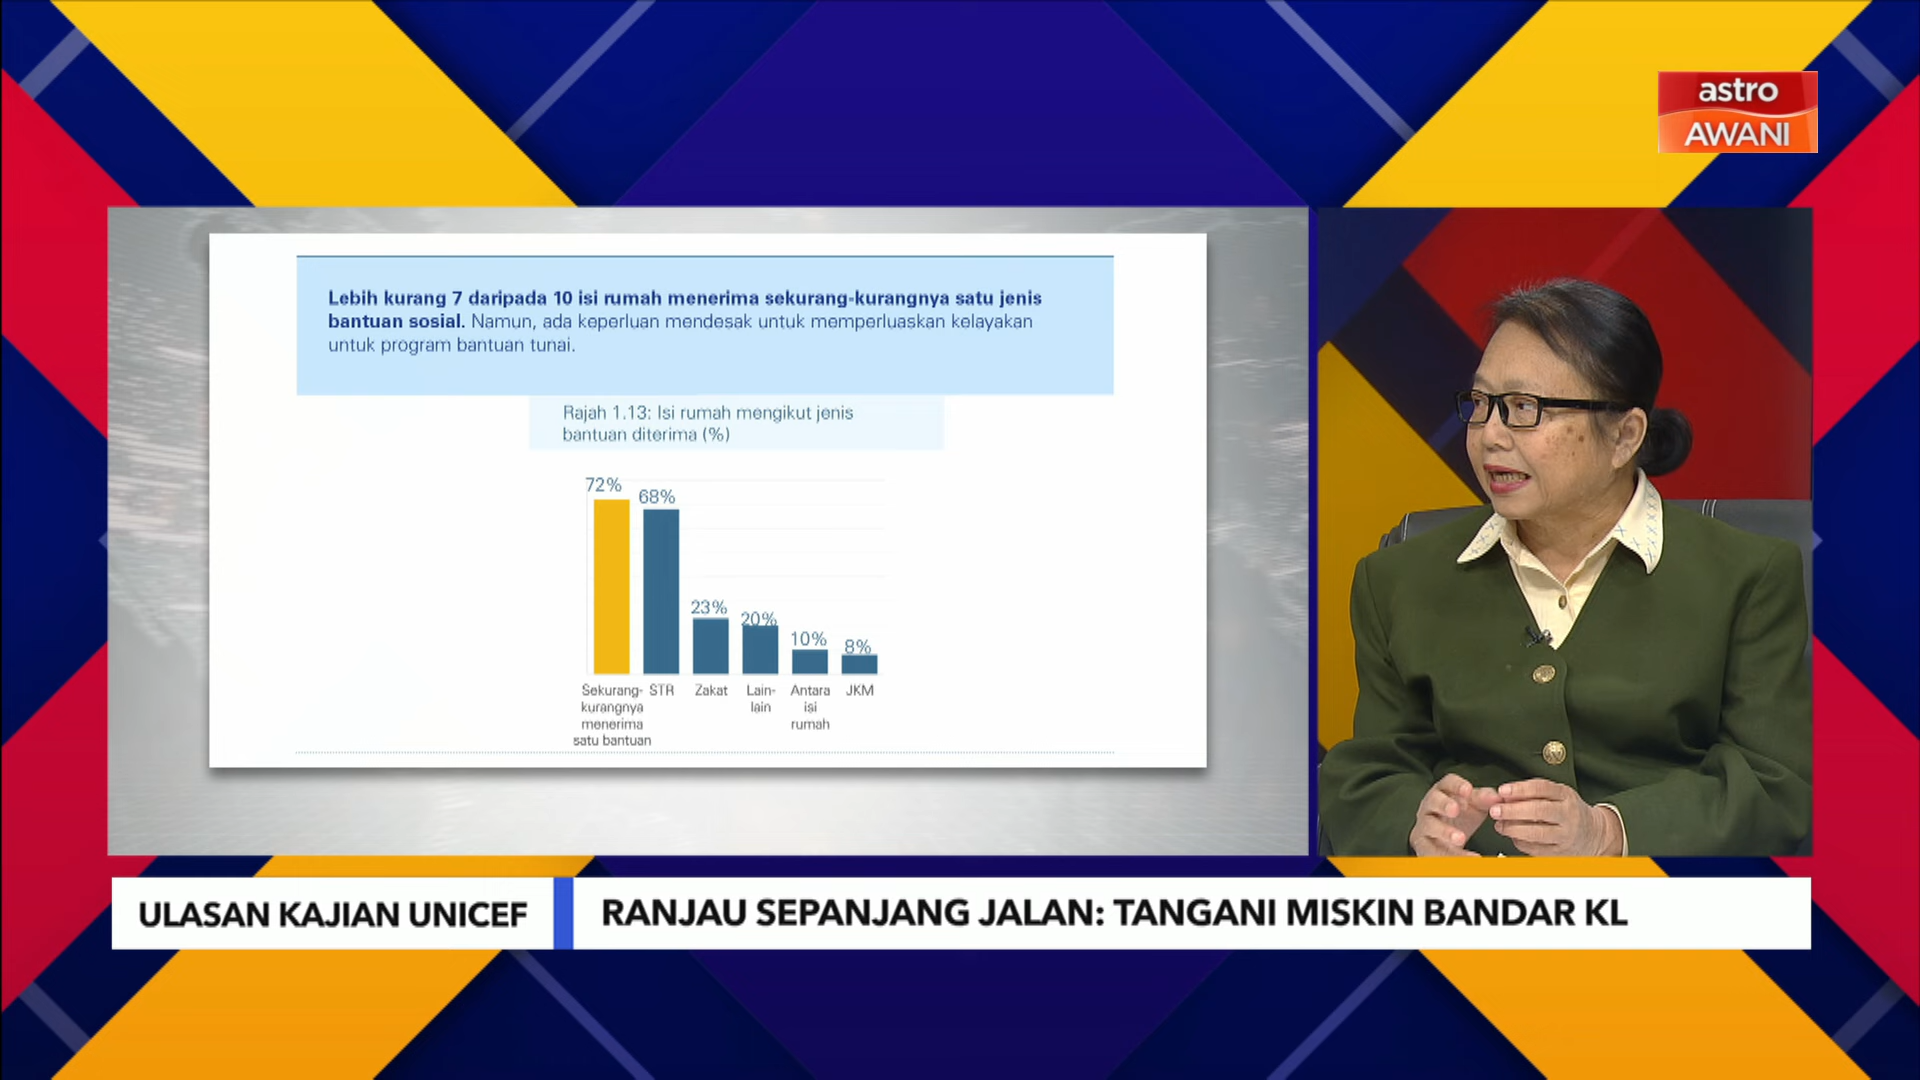 astro
AWANI
Lebih kurang 7 daripada 10 isi rumah menerima sekurang-kurangnya satu jenis
bantuan sosial. Namun, ada keperluan mendesak untuk memperluaskan kelayakan
untuk program bantuan tunai.
Rajah 1.13: Isi rumah mengikut jenis
bantuan diterima (%)
72%
68%
23%
20%
10%
8%
Sekurang-
kurangnya
menerima
satu bantuan
STR
Zakat
Lain-
lain
Antara
isi
rumah
JKM
ULASAN KAJIAN UNICEF
RANJAU SEPANJANG JALAN: TANGANI MISKIN BANDAR KL